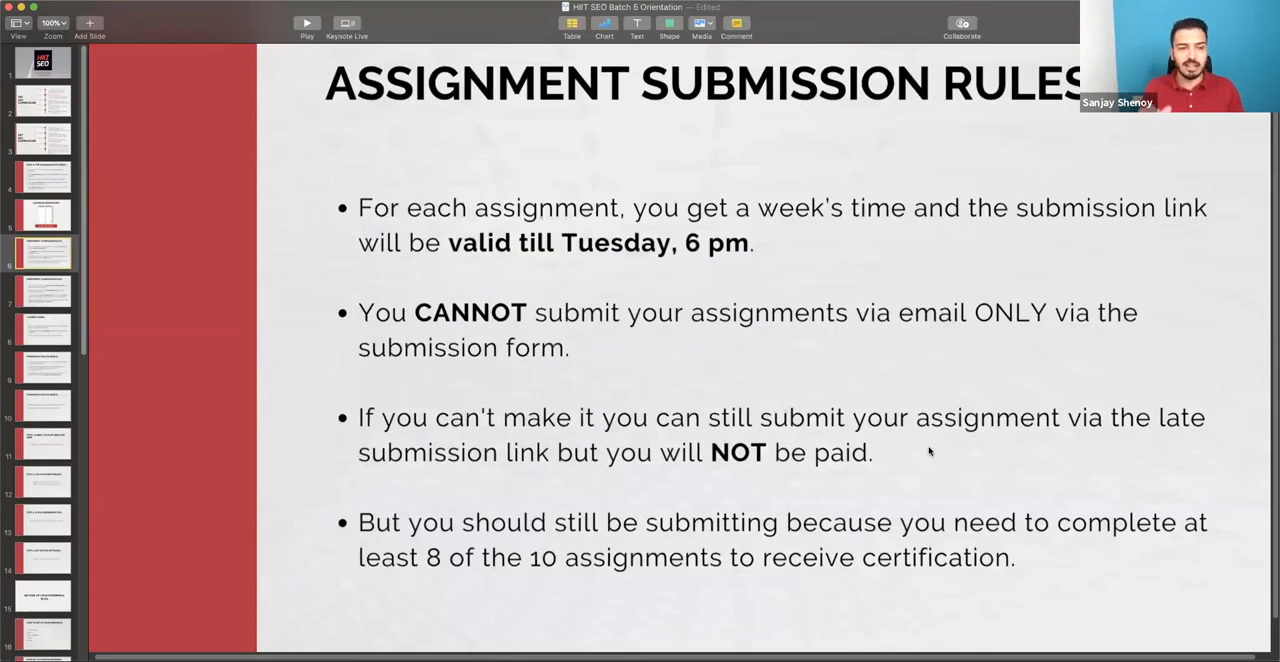 HIIT SEO Batch 5 Orientation — Edited
100%
View
Zoom
Add Slide
Play
Keynote Live
Table
Chart
Text
Shape
Media
Comment
Collaborate
Sanjay Shenoy
ASSIGNMENT SUBMISSION RULES
For each assignment, you get a week's time and the submission link
will be valid till Tuesday, 6 pm.
You CANNOT submit your assignments via email ONLY via the
submission form.
If you can't make it you can still submit your assignment via the late
submission link but you will NOT be paid.
But you should still be submitting because you need to complete at
least 8 of the 10 assignments to receive certification.
HIIT
SEO
1
2
3
4
5
6
7
8
9
10
11
12
13
14
15
16